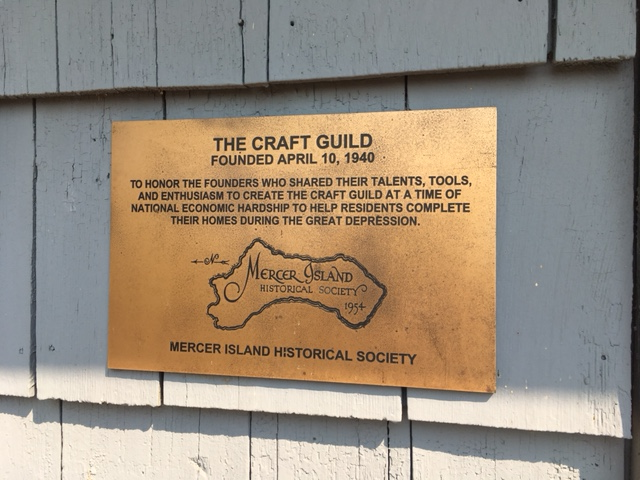 THE CRAFT GUILD
FOUNDED APRIL 10, 1940
TO HONOR THE FOUNDERS WHO SHARED THEIR TALENTS, TOOLS,
AND ENTHUSIASM TO CREATE THE CRAFT GUILD AT A TIME OF
NATIONAL ECONOMIC HARDSHIP TO HELP RESIDENTS COMPLETE
THEIR HOMES DURING THE GREAT DEPRESSION.
N
MERCER ISLAND
HISTORICAL SOCIETY
1954
MERCER ISLAND HISTORICAL SOCIETY